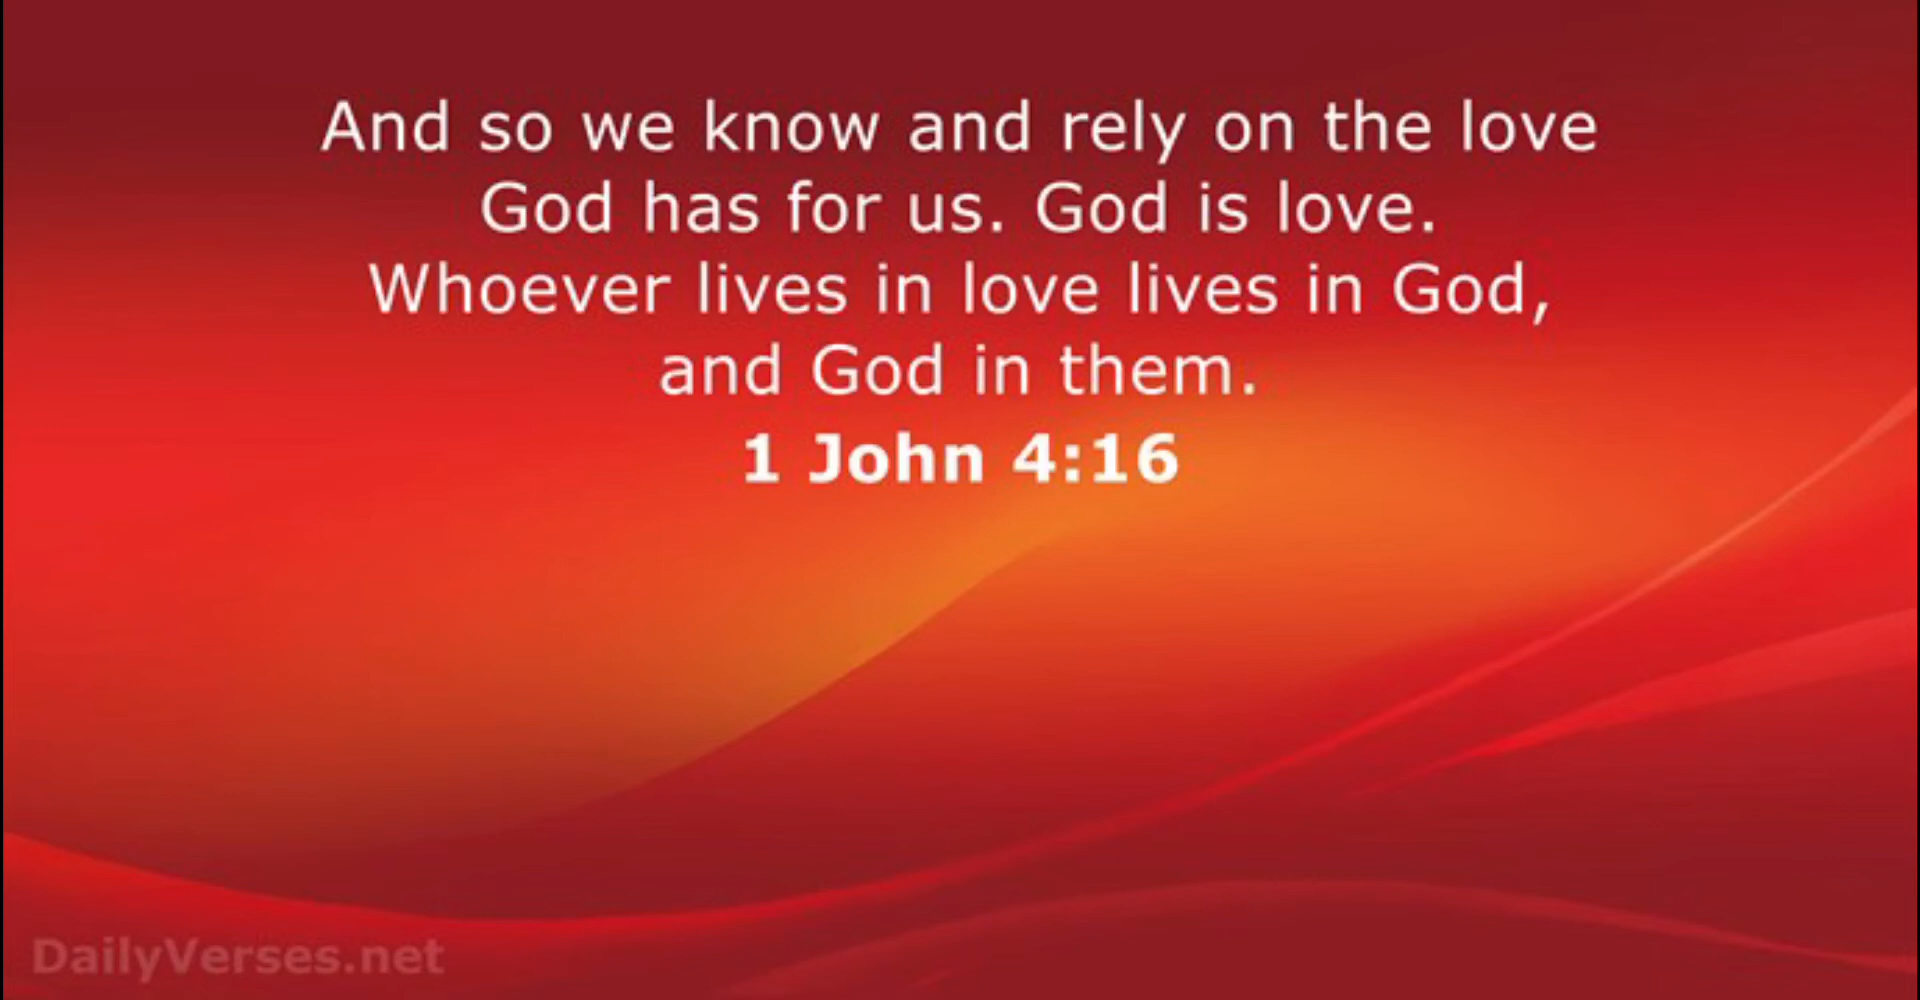 And so we know and rely on the love
God has for us. God is love.
Whoever lives in love lives in God,
and God in them.
1 John 4:16
DailyVerses.net